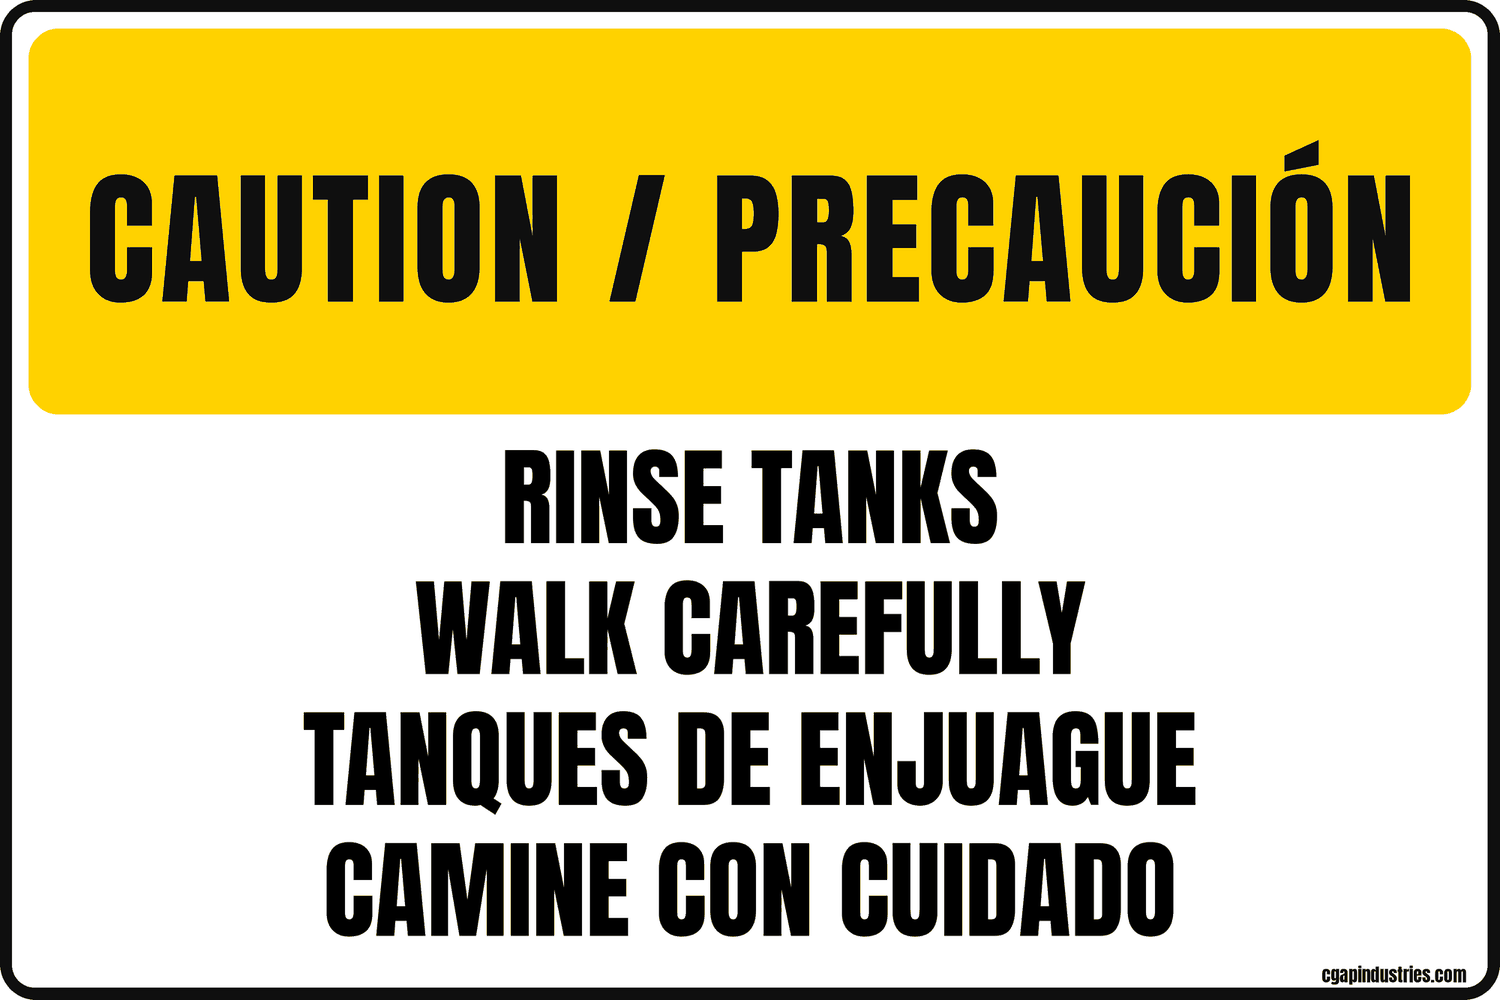 CAUTION / PRECAUCIÓN
RINSE TANKS
WALK CAREFULLY
TANQUES DE ENJUAGUE
CAMINE CON CUIDADO
cgapindustries.com